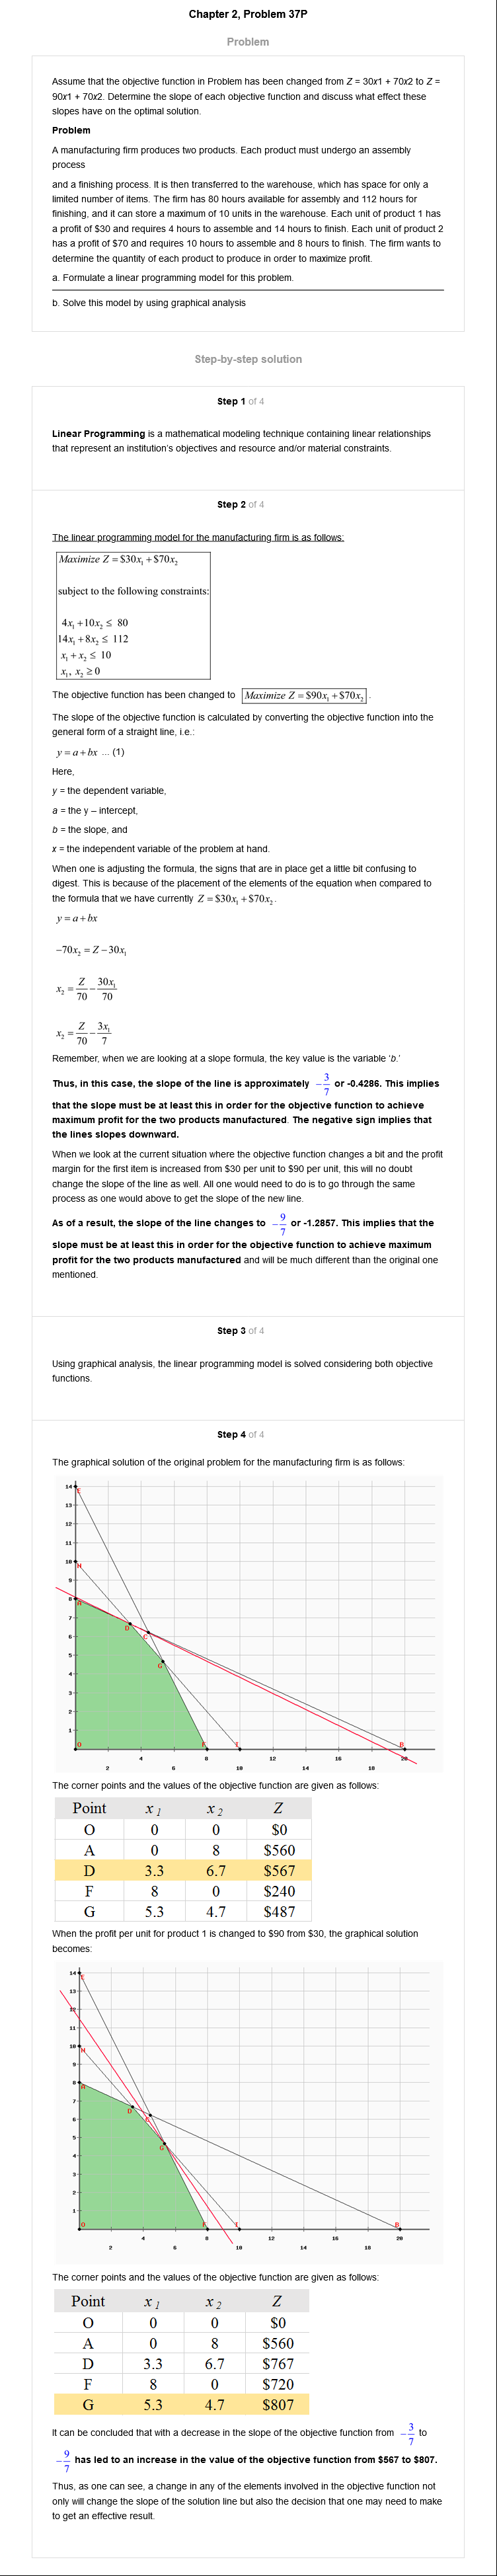 Chapter 2, Problem 37P
Problem
Assume that the objective function in Problem has been changed from Z = 30x1 + 70x2 to Z =
90x1 + 70x2. Determine the slope of each objective function and discuss what effect these
slopes have on the optimal solution.
Problem
A manufacturing firm produces two products. Each product must undergo an assembly
process
and a finishing process. It is then transferred to the warehouse, which has space for only a
limited number of items. The firm has 80 hours available for assembly and 112 hours for
finishing, and it can store a maximum of 10 units in the warehouse. Each unit of product 1 has
a profit of $30 and requires 4 hours to assemble and 14 hours to finish. Each unit of product 2
has a profit of $70 and requires 10 hours to assemble and 8 hours to finish. The firm wants to
determine the quantity of each product to produce in order to maximize profit.
a. Formulate a linear programming model for this problem.
b. Solve this model by using graphical analysis
Step-by-step solution
Step 1 of 4
Linear Programming is a mathematical modeling technique containing linear relationships
that represent an institution's objectives and resource and/or material constraints.
Step 2 of 4
The linear programming model for the manufacturing firm is as follows:
Maximize Z = $30x₁ + $70x₂
subject to the following constraints:
4x₁ + 10x₂ ≤ 80
14x₁ + 8x₂ ≤ 112
x₁ + x₂ ≤ 10
x₁, x₂ ≥ 0
The objective function has been changed to Maximize Z = $90x₁ + $70x₂ .
The slope of the objective function is calculated by converting the objective function into the
general form of a straight line, i.e.:
y = a + bx ... (1)
Here,
y = the dependent variable,
a = the y – intercept,
b = the slope, and
x = the independent variable of the problem at hand.
When one is adjusting the formula, the signs that are in place get a little bit confusing to
digest. This is because of the placement of the elements of the equation when compared to
the formula that we have currently Z = $30x₁ + $70x₂.
y = a + bx
−70x₂ = Z − 30x₁
x₂ = Z/70 − 30x₁/70
x₂ = Z/70 − 3x₁/7
Remember, when we are looking at a slope formula, the key value is the variable 'b.'
Thus, in this case, the slope of the line is approximately −3/7 or -0.4286. This implies
that the slope must be at least this in order for the objective function to achieve
maximum profit for the two products manufactured. The negative sign implies that
the lines slopes downward.
When we look at the current situation where the objective function changes a bit and the profit
margin for the first item is increased from $30 per unit to $90 per unit, this will no doubt
change the slope of the line as well. All one would need to do is to go through the same
process as one would above to get the slope of the new line.
As of a result, the slope of the line changes to −9/7 or -1.2857. This implies that the
slope must be at least this in order for the objective function to achieve maximum
profit for the two products manufactured and will be much different than the original one
mentioned.
Step 3 of 4
Using graphical analysis, the linear programming model is solved considering both objective
functions.
Step 4 of 4
The graphical solution of the original problem for the manufacturing firm is as follows:
14 E
13
12
11
10 H
9
8 A
7
6 D C
5 G
4
3
2
1
O F I B
4 8 12 16 20
2 6 10 14 18
The corner points and the values of the objective function are given as follows:
Point x1 x2 Z
O 0 0 $0
A 0 8 $560
D 3.3 6.7 $567
F 8 0 $240
G 5.3 4.7 $487
When the profit per unit for product 1 is changed to $90 from $30, the graphical solution
becomes:
14 E
13
12
11
10 H
9
8 A
7
6 D C
5 G
4
3
2
1
O F I B
4 8 12 16 20
2 6 10 14 18
The corner points and the values of the objective function are given as follows:
Point x1 x2 Z
O 0 0 $0
A 0 8 $560
D 3.3 6.7 $767
F 8 0 $720
G 5.3 4.7 $807
It can be concluded that with a decrease in the slope of the objective function from −3/7 to
−9/7 has led to an increase in the value of the objective function from $567 to $807.
Thus, as one can see, a change in any of the elements involved in the objective function not
only will change the slope of the solution line but also the decision that one may need to make
to get an effective result.